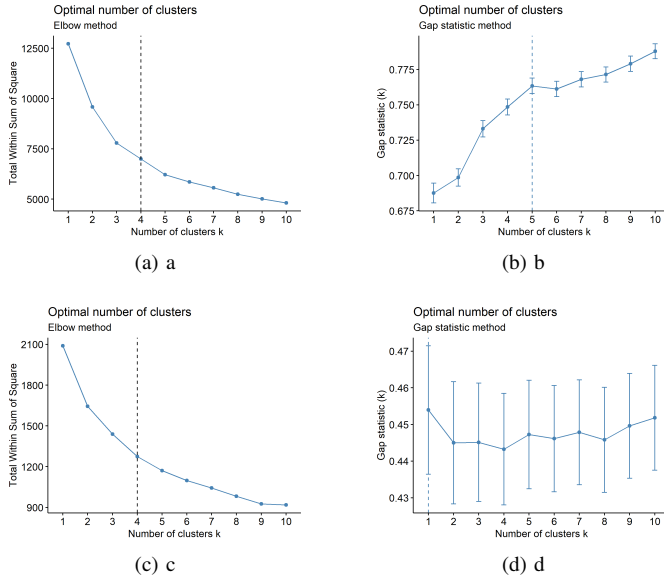 Optimal number of clusters
Elbow method
Total Within Sum of Square
12500
10000
7500
5000
1 2 3 4 5 6 7 8 9 10
Number of clusters k
(a) a
Optimal number of clusters
Gap statistic method
Gap statistic (k)
0.775
0.750
0.725
0.700
0.675
1 2 3 4 5 6 7 8 9 10
Number of clusters k
(b) b
Optimal number of clusters
Elbow method
Total Within Sum of Square
2100
1800
1500
1200
900
1 2 3 4 5 6 7 8 9 10
Number of clusters k
(c) c
Optimal number of clusters
Gap statistic method
Gap statistic (k)
0.47
0.46
0.45
0.44
0.43
1 2 3 4 5 6 7 8 9 10
Number of clusters k
(d) d